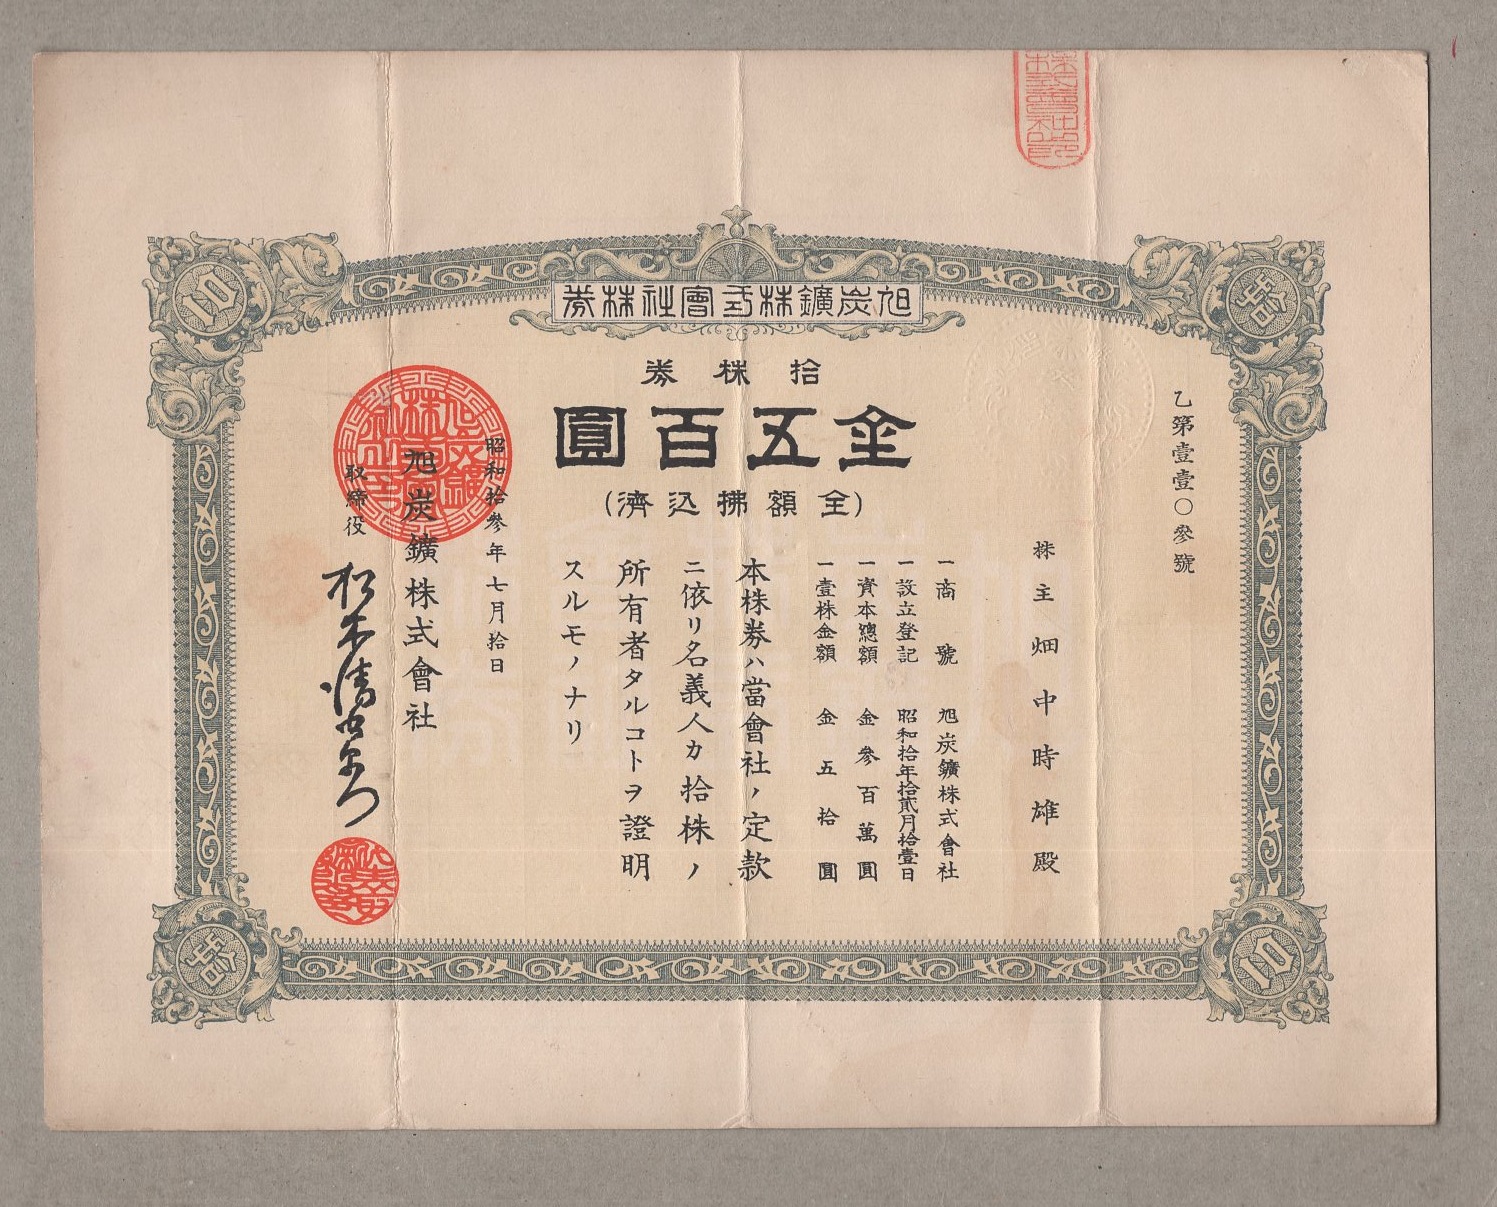 旭炭鑛株式會社株券
拾株券
金五百圓
(全額拂込濟)
乙第壹壹〇參號
株主 畑中時雄殿
一商號 旭炭鑛株式會社
一設立登記 昭和拾年拾貳月拾壹日
一資本總額 金參百萬圓
一壹株金額 金五拾圓
本株券ハ當會社ノ定款
ニ依リ名義人カ拾株ノ
所有者タルコトヲ證明
スルモノナリ
昭和拾參年七月拾日
旭炭鑛株式會社
取締役
10
拾
拾
10